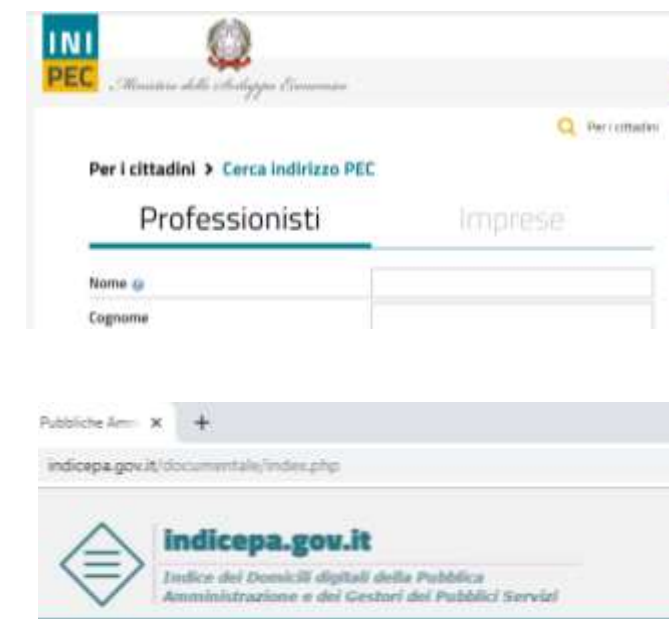 INI
PEC
Ministero dello Sviluppo Economico
Per i cittadini
Per i cittadini > Cerca indirizzo PEC
Professionisti Imprese
Nome
Cognome
Pubbliche Am
indicepa.gov.it/documentale/index.php
indicepa.gov.it
Indice dei Domicili digitali della Pubblica
Amministrazione e dei Gestori dei Pubblici Servizi